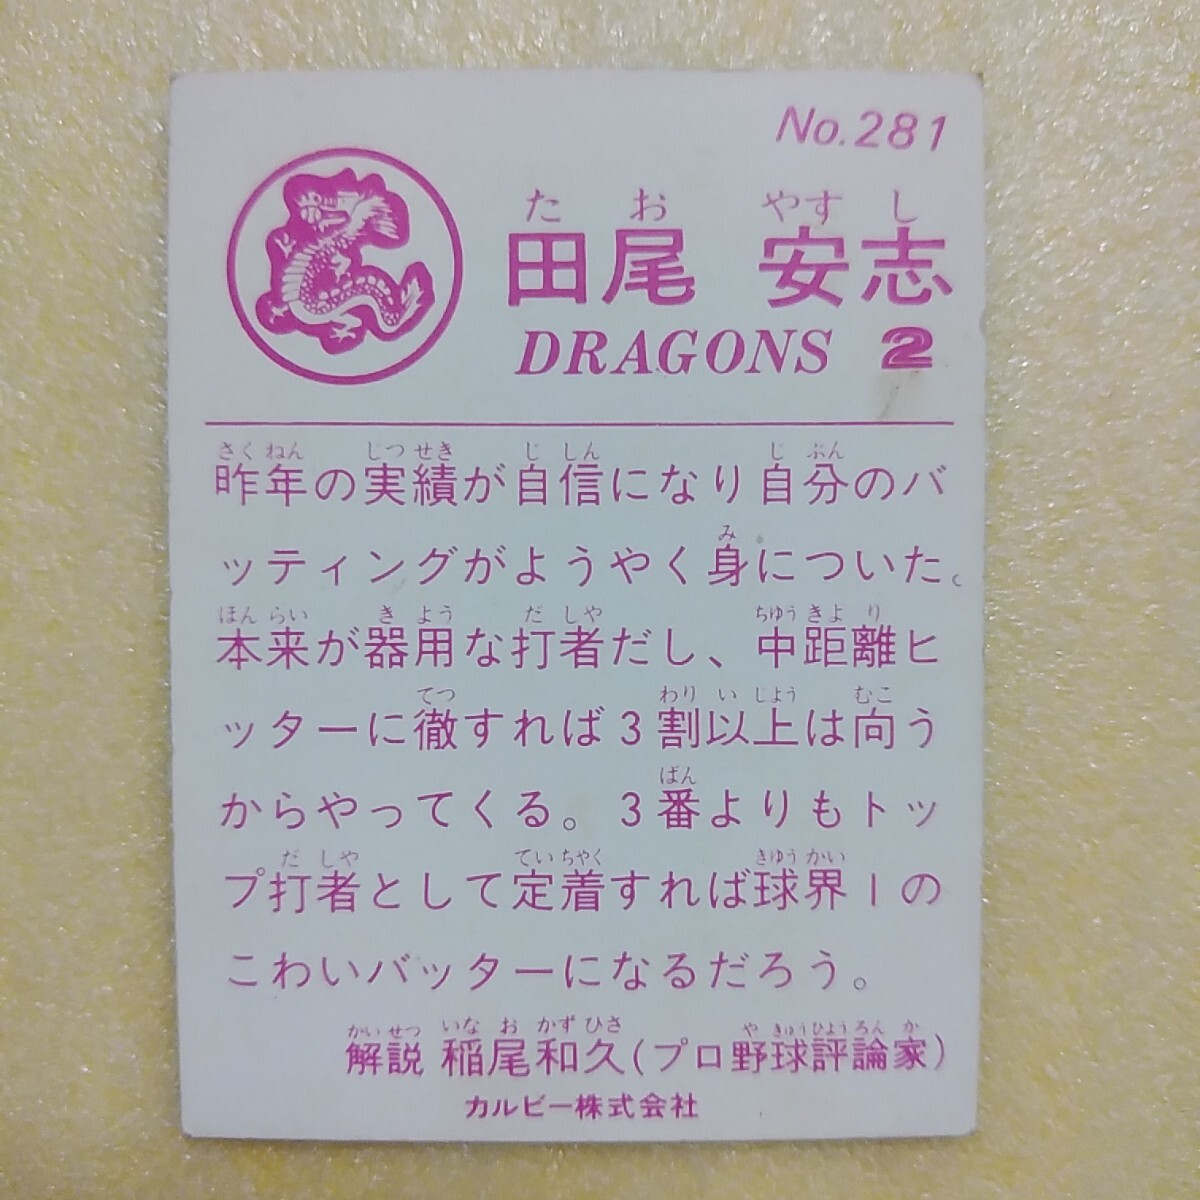 No.281
たお やすし
田尾 安志
DRAGONS 2
さくねん じつせき じしん じぶん
昨年の実績が自信になり自分のバ
み
ッティングがようやく身についた。
ほんらい きよう だしゃ ちゅうきょり
本来が器用な打者だし、中距離ヒ
てつ わりいじょう むこ
ッターに徹すれば3割以上は向う
ばん
からやってくる。3番よりもトッ
だしゃ ていちゃく きゅうかい
プ打者として定着すれば球界1の
こわいバッターになるだろう。
かいせつ いなおかずひさ やきゅうひょうろんか
解説 稲尾和久(プロ野球評論家)
カルビー株式会社